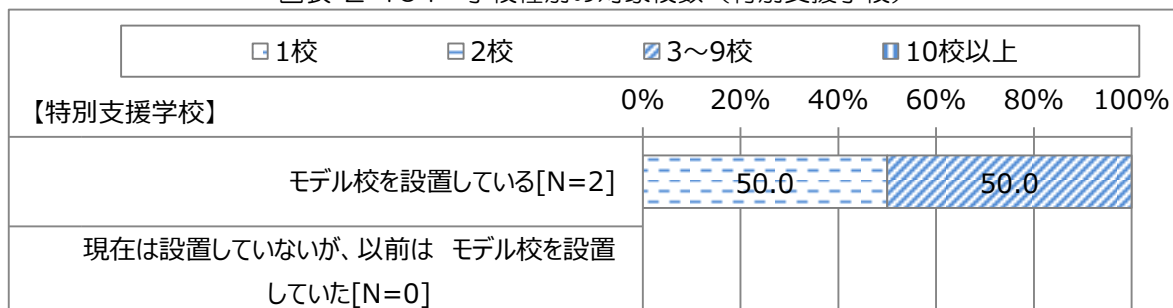 1校 2校 3～9校 10校以上
【特別支援学校】 0% 20% 40% 60% 80% 100%
モデル校を設置している[N=2] 50.0 50.0
現在は設置していないが、以前は モデル校を設置
していた[N=0]